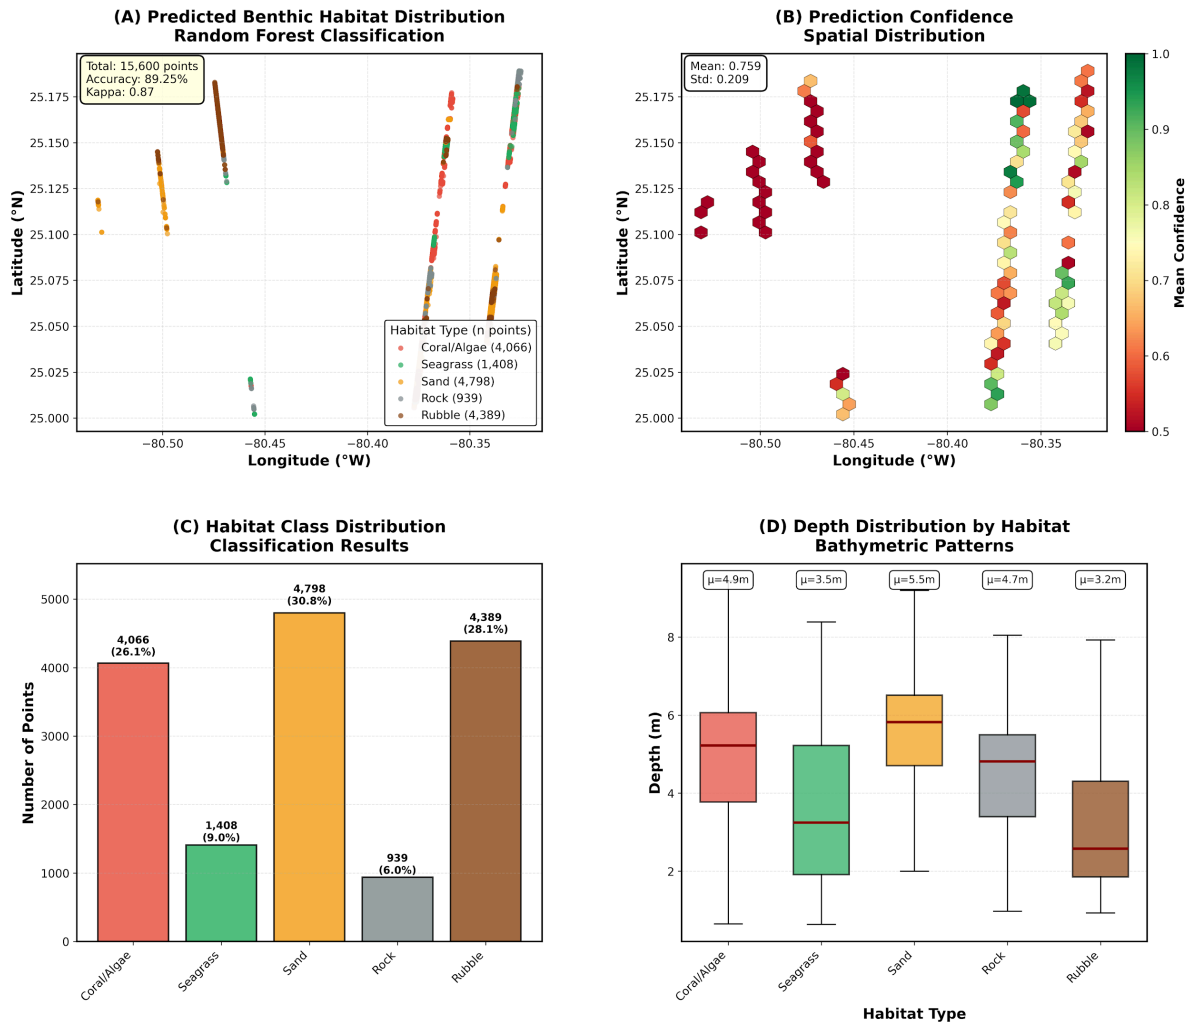 (A) Predicted Benthic Habitat Distribution
Random Forest Classification
Total: 15,600 points
Accuracy: 89.25%
Kappa: 0.87
25.175
25.150
25.125
25.100
25.075
25.050
25.025
25.000
Latitude (°N)
Habitat Type (n points)
Coral/Algae (4,066)
Seagrass (1,408)
Sand (4,798)
Rock (939)
Rubble (4,389)
−80.50
−80.45
−80.40
−80.35
Longitude (°W)
(B) Prediction Confidence
Spatial Distribution
Mean: 0.759
Std: 0.209
25.175
25.150
25.125
25.100
25.075
25.050
25.025
25.000
Latitude (°N)
−80.50
−80.45
−80.40
−80.35
Longitude (°W)
1.0
0.9
0.8
0.7
0.6
0.5
Mean Confidence
(C) Habitat Class Distribution
Classification Results
5000
4000
3000
2000
1000
0
Number of Points
4,066
(26.1%)
1,408
(9.0%)
4,798
(30.8%)
939
(6.0%)
4,389
(28.1%)
Coral/Algae
Seagrass
Sand
Rock
Rubble
(D) Depth Distribution by Habitat
Bathymetric Patterns
μ=4.9m
μ=3.5m
μ=5.5m
μ=4.7m
μ=3.2m
8
6
4
2
Depth (m)
Coral/Algae
Seagrass
Sand
Rock
Rubble
Habitat Type